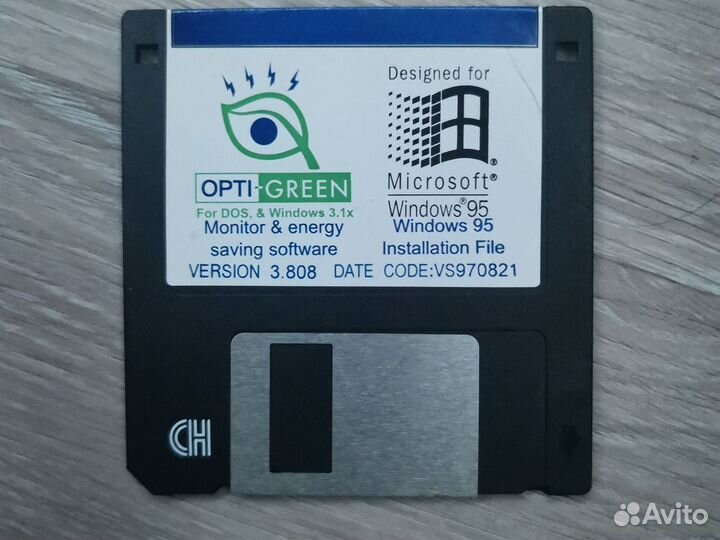 OPTI-GREEN
For DOS, & Windows 3.1x
Monitor & energy
saving software
Designed for
Microsoft®
Windows®95
Windows 95
Installation File
VERSION 3.808 DATE CODE:VS970821
CH
Avito